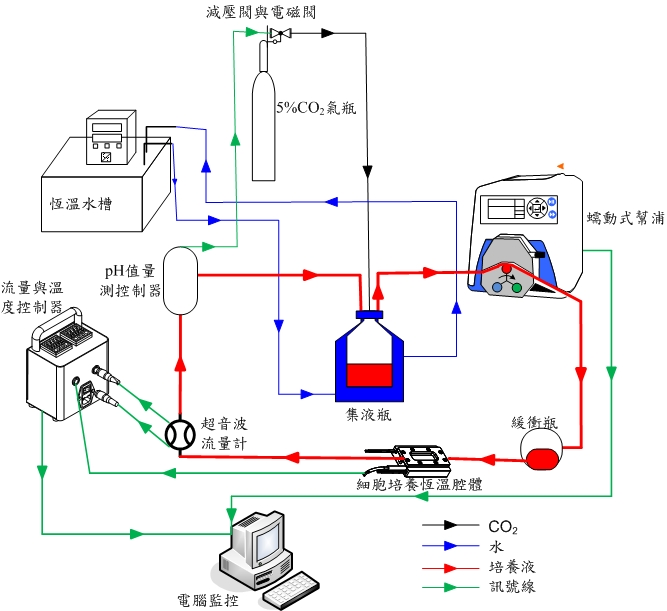 減壓閥與電磁閥
5%CO₂氣瓶
恆溫水槽
蠕動式幫浦
pH值量
測控制器
流量與溫
度控制器
集液瓶
緩衝瓶
超音波
流量計
細胞培養恆溫腔體
電腦監控
CO₂
水
培養液
訊號線